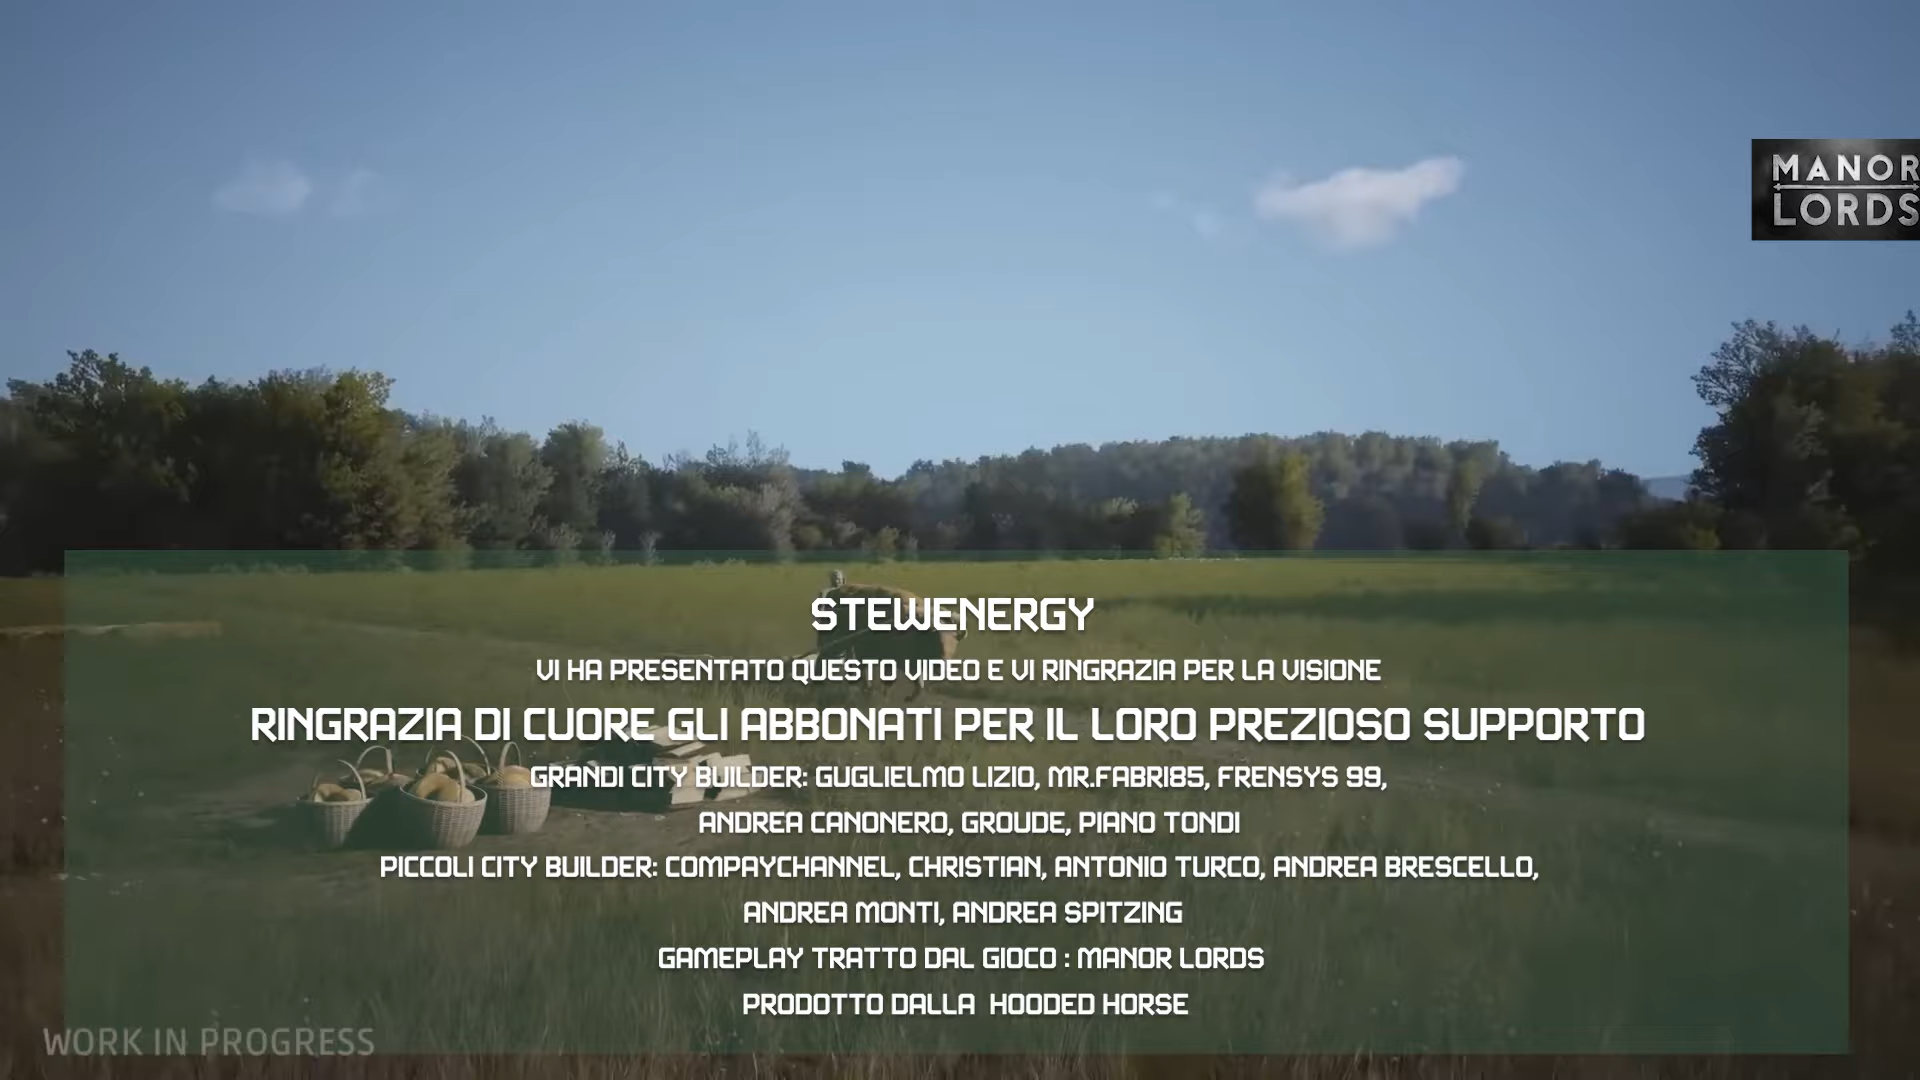 MANOR
LORDS
STEWENERGY
VI HA PRESENTATO QUESTO VIDEO E VI RINGRAZIA PER LA VISIONE
RINGRAZIA DI CUORE GLI ABBONATI PER IL LORO PREZIOSO SUPPORTO
GRANDI CITY BUILDER: GUGLIELMO LIZIO, MR.FABRI85, FRENSYS 99,
ANDREA CANONERO, GROUDE, PIANO TONDI
PICCOLI CITY BUILDER: COMPAYCHANNEL, CHRISTIAN, ANTONIO TURCO, ANDREA BRESCELLO,
ANDREA MONTI, ANDREA SPITZING
GAMEPLAY TRATTO DAL GIOCO : MANOR LORDS
PRODOTTO DALLA  HOODED HORSE
WORK IN PROGRESS